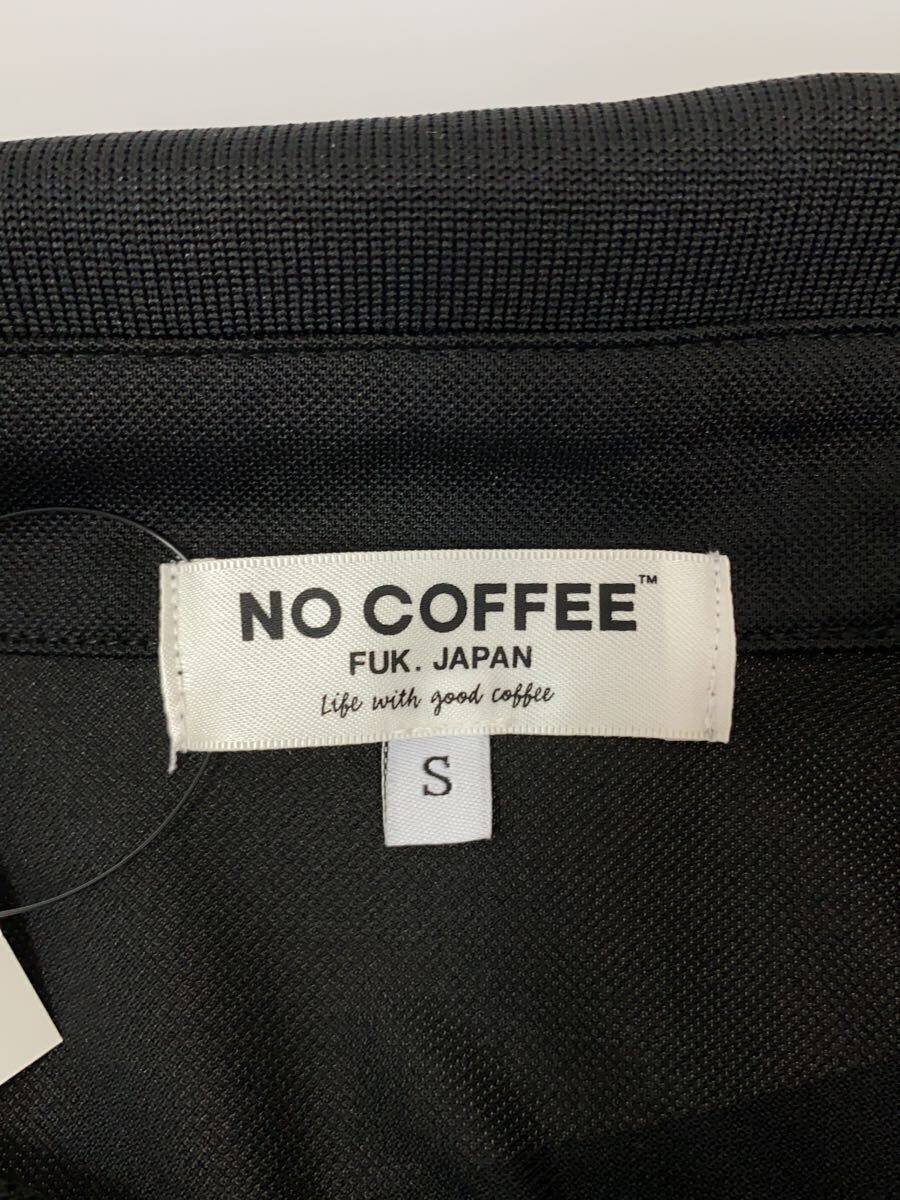 NO COFFEE™
FUK. JAPAN
Life with good coffee
S